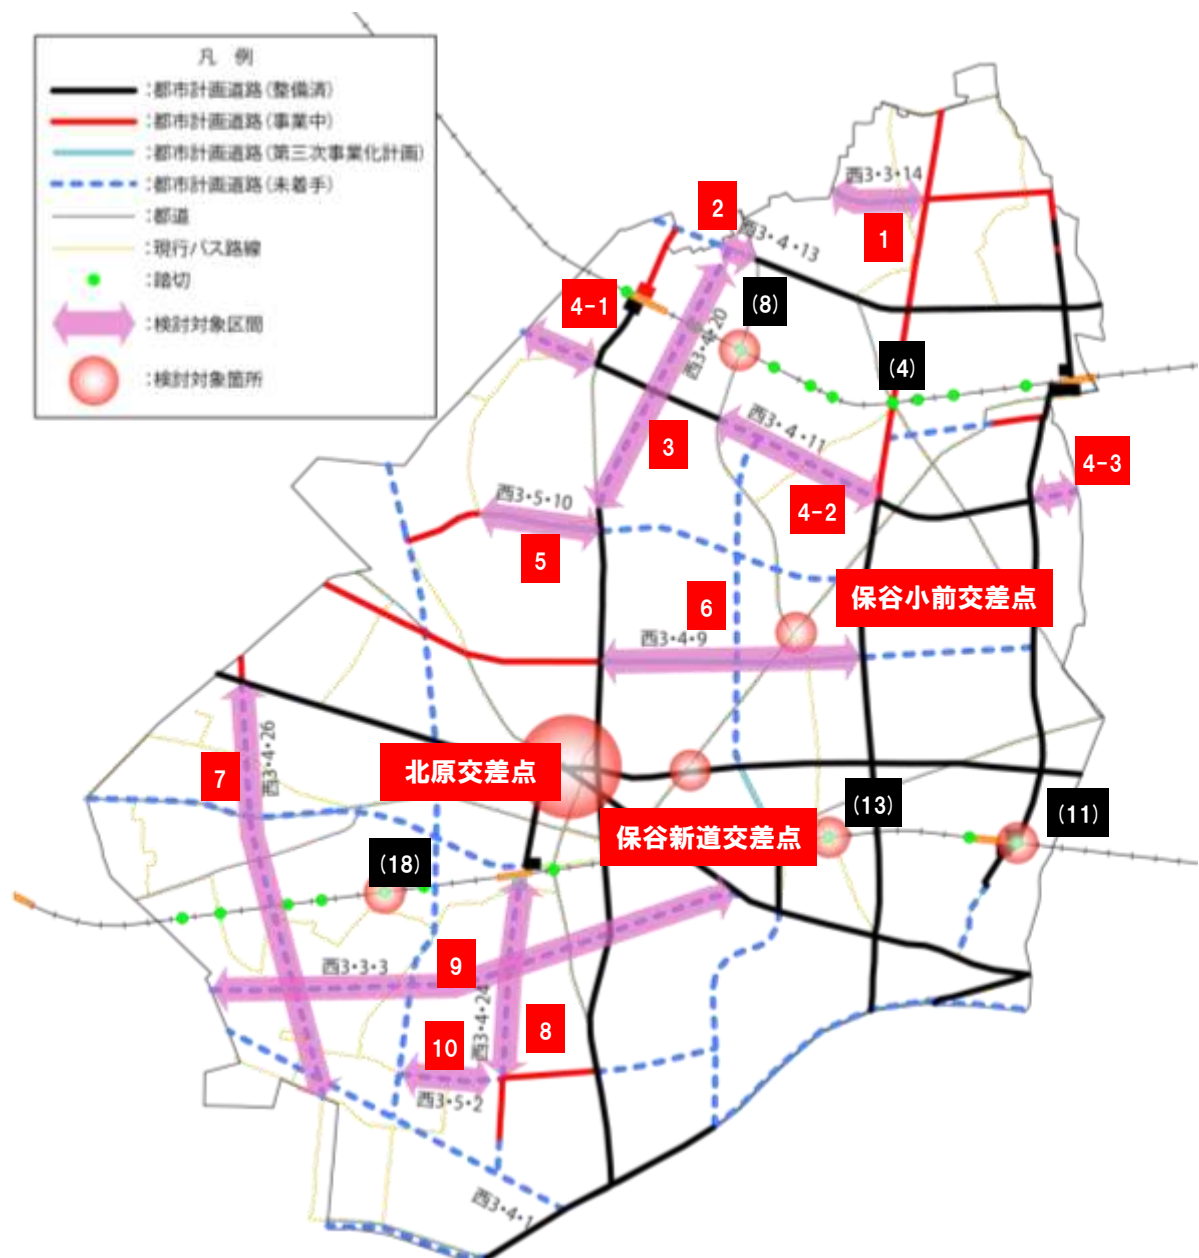 凡 例
:都市計画道路(整備済)
:都市計画道路(事業中)
:都市計画道路(第三次事業化計画)
:都市計画道路(未着手)
:都道
:現行バス路線
:踏切
:検討対象区間
:検討対象箇所
西3・3・14
1
2
西3・4・13
4-1
(8)
西3・4・20
(4)
3
西3・4・11
4-2
4-3
西3・5・10
5
保谷小前交差点
6
西3・4・9
7
西3・4・26
北原交差点
保谷新道交差点
(13)
(11)
(18)
西3・3・3
9
西3・4・24
8
10
西3・5・2
西3・4・1